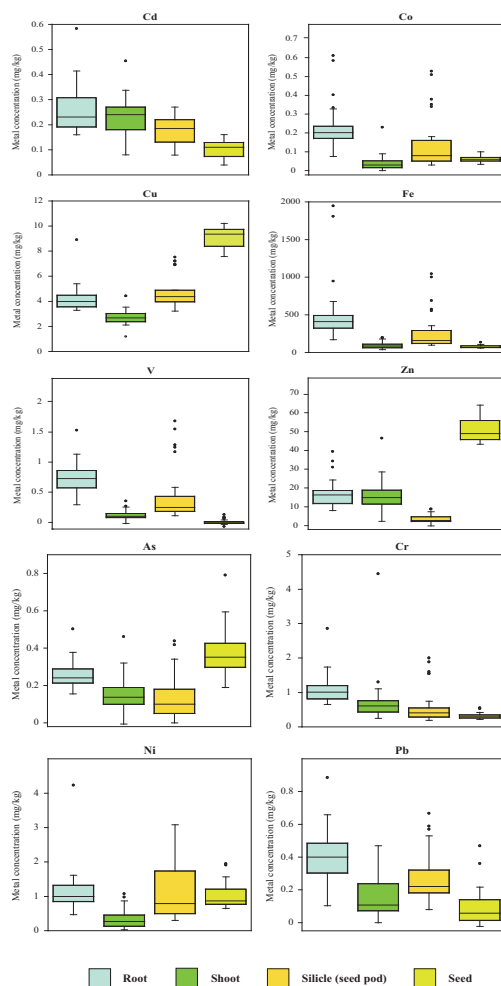 Cd
Co
Metal concentration (mg/kg)
0.6
0.5
0.4
0.3
0.2
0.1
0
Metal concentration (mg/kg)
0.7
0.6
0.5
0.4
0.3
0.2
0.1
0
Cu
Fe
Metal concentration (mg/kg)
12
10
8
6
4
2
0
Metal concentration (mg/kg)
2000
1500
1000
500
0
V
Zn
Metal concentration (mg/kg)
2
1.5
1
0.5
0
Metal concentration (mg/kg)
70
60
50
40
30
20
10
0
As
Cr
Metal concentration (mg/kg)
0.8
0.6
0.4
0.2
0
Metal concentration (mg/kg)
5
4
3
2
1
0
Ni
Pb
Metal concentration (mg/kg)
4
3
2
1
0
Metal concentration (mg/kg)
0.8
0.6
0.4
0.2
0
Root Shoot Silicle (seed pod) Seed